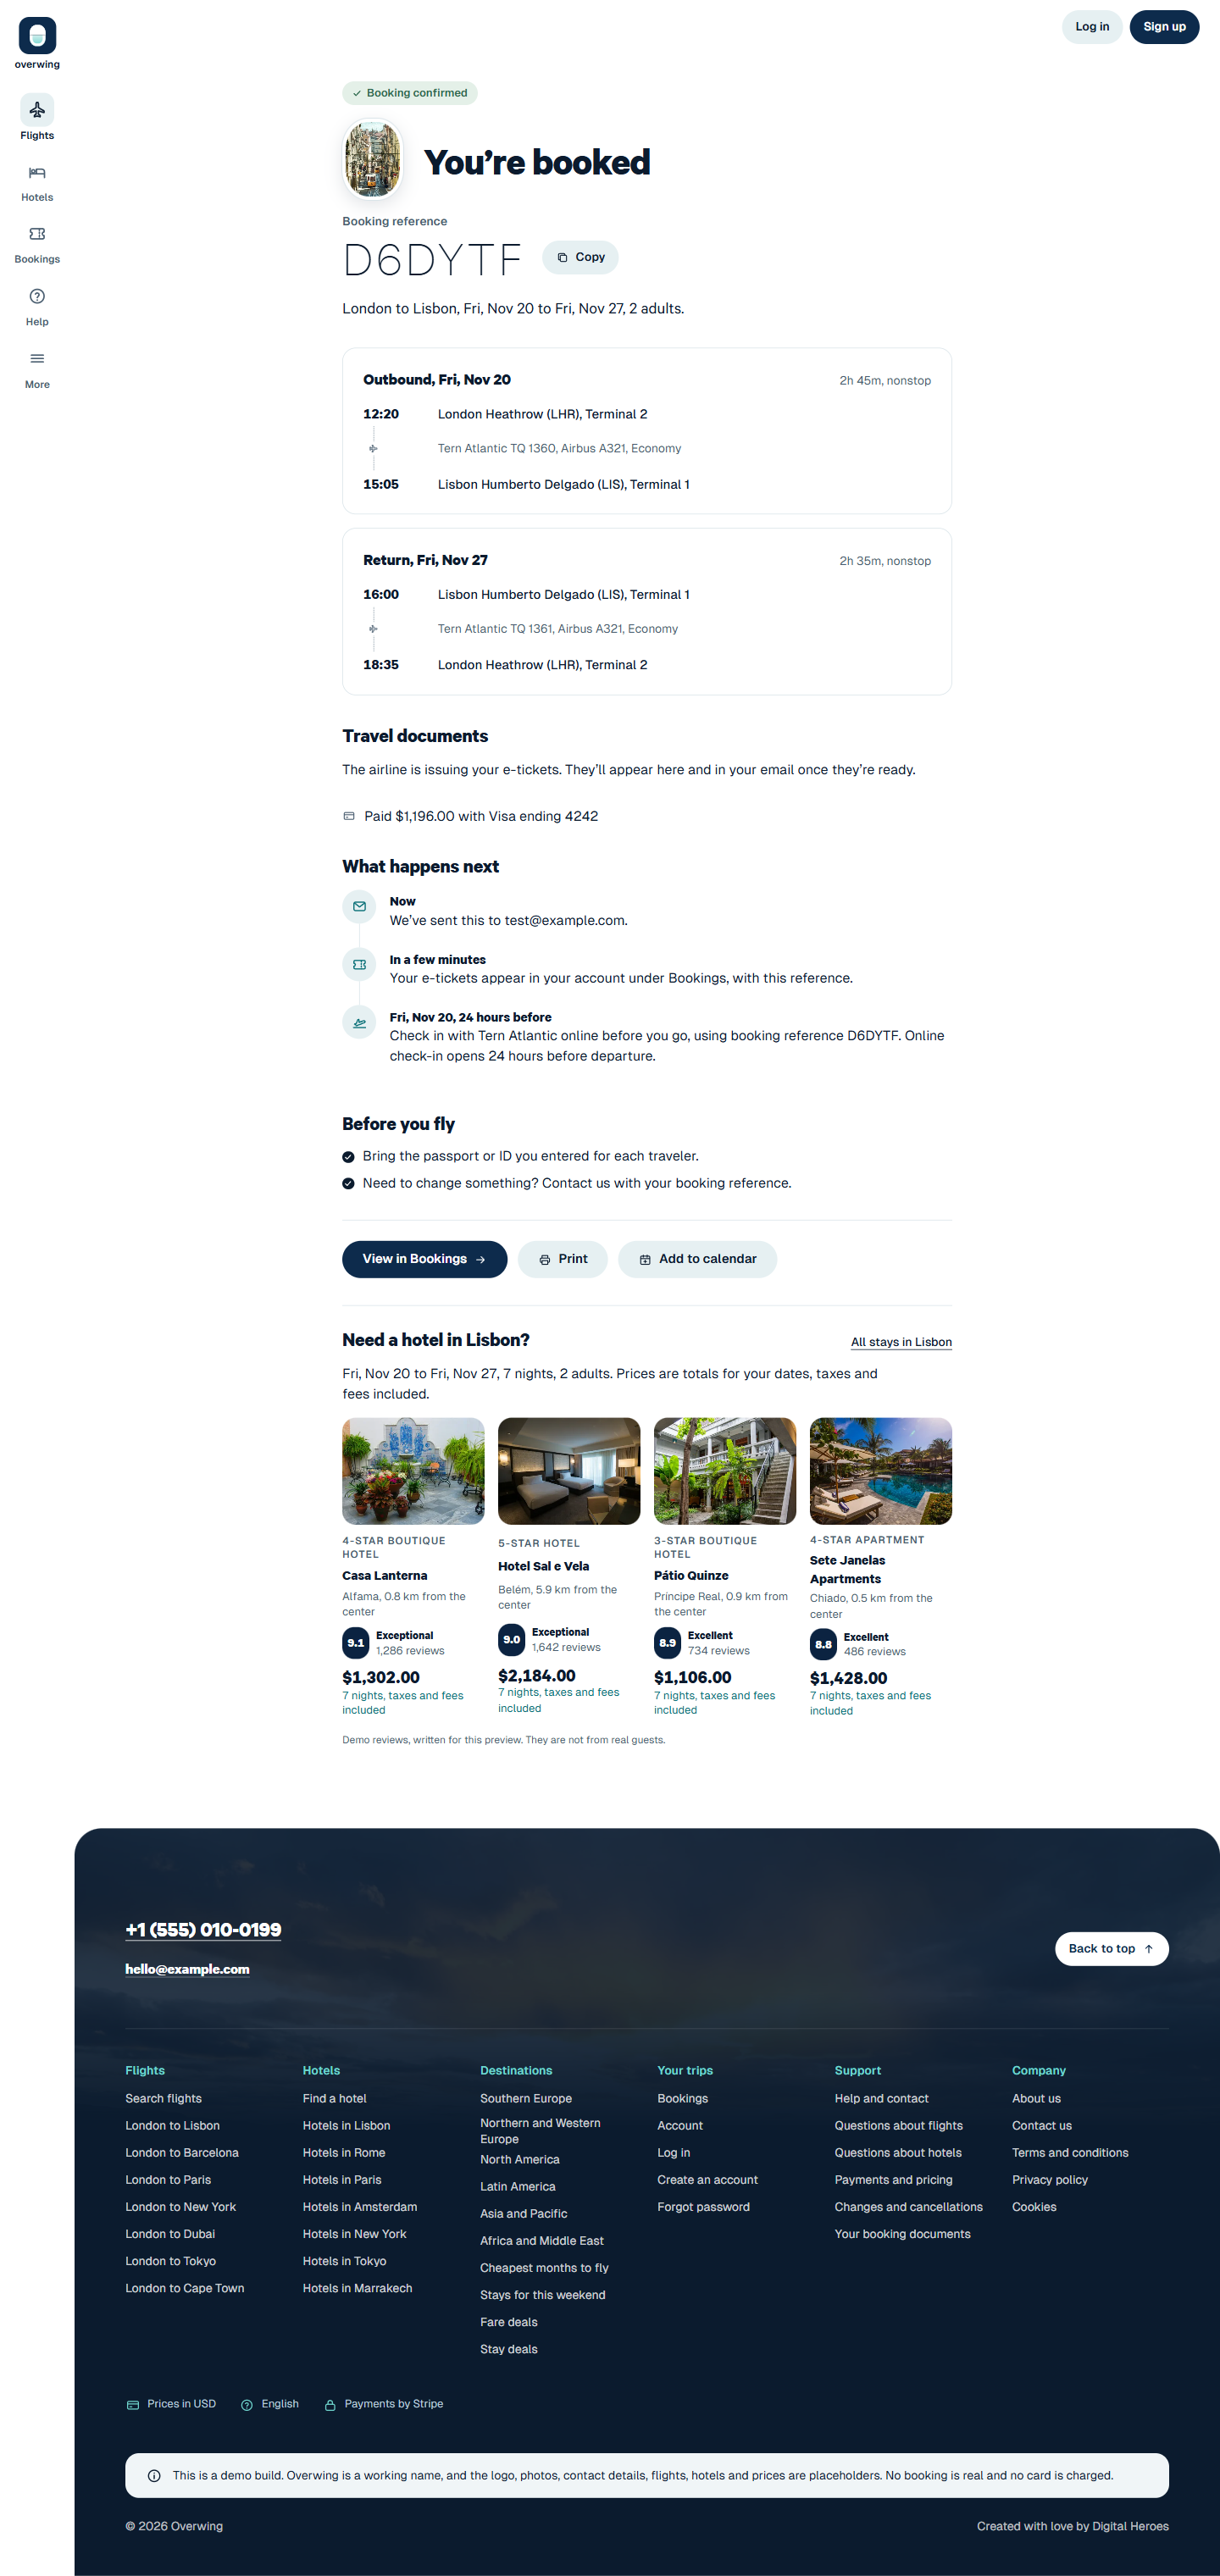 overwing
Log in
Sign up
Flights
Hotels
Bookings
Help
More
Booking confirmed
You’re booked
Booking reference
D6DYTF
Copy
London to Lisbon, Fri, Nov 20 to Fri, Nov 27, 2 adults.
Outbound, Fri, Nov 20
2h 45m, nonstop
12:20
London Heathrow (LHR), Terminal 2
Tern Atlantic TQ 1360, Airbus A321, Economy
15:05
Lisbon Humberto Delgado (LIS), Terminal 1
Return, Fri, Nov 27
2h 35m, nonstop
16:00
Lisbon Humberto Delgado (LIS), Terminal 1
Tern Atlantic TQ 1361, Airbus A321, Economy
18:35
London Heathrow (LHR), Terminal 2
Travel documents
The airline is issuing your e-tickets. They’ll appear here and in your email once they’re ready.
Paid $1,196.00 with Visa ending 4242
What happens next
Now
We’ve sent this to test@example.com.
In a few minutes
Your e-tickets appear in your account under Bookings, with this reference.
Fri, Nov 20, 24 hours before
Check in with Tern Atlantic online before you go, using booking reference D6DYTF. Online
check-in opens 24 hours before departure.
Before you fly
Bring the passport or ID you entered for each traveler.
Need to change something? Contact us with your booking reference.
View in Bookings
Print
Add to calendar
Need a hotel in Lisbon?
All stays in Lisbon
Fri, Nov 20 to Fri, Nov 27, 7 nights, 2 adults. Prices are totals for your dates, taxes and
fees included.
4-STAR BOUTIQUE
HOTEL
Casa Lanterna
Alfama, 0.8 km from the
center
9.1
Exceptional
1,286 reviews
$1,302.00
7 nights, taxes and fees
included
5-STAR HOTEL
Hotel Sal e Vela
Belém, 5.9 km from the
center
9.0
Exceptional
1,642 reviews
$2,184.00
7 nights, taxes and fees
included
3-STAR BOUTIQUE
HOTEL
Pátio Quinze
Príncipe Real, 0.9 km from
the center
8.9
Excellent
734 reviews
$1,106.00
7 nights, taxes and fees
included
4-STAR APARTMENT
Sete Janelas
Apartments
Chiado, 0.5 km from the
center
8.8
Excellent
486 reviews
$1,428.00
7 nights, taxes and fees
included
Demo reviews, written for this preview. They are not from real guests.
+1 (555) 010-0199
hello@example.com
Back to top
Flights
Search flights
London to Lisbon
London to Barcelona
London to Paris
London to New York
London to Dubai
London to Tokyo
London to Cape Town
Hotels
Find a hotel
Hotels in Lisbon
Hotels in Rome
Hotels in Paris
Hotels in Amsterdam
Hotels in New York
Hotels in Tokyo
Hotels in Marrakech
Destinations
Southern Europe
Northern and Western
Europe
North America
Latin America
Asia and Pacific
Africa and Middle East
Cheapest months to fly
Stays for this weekend
Fare deals
Stay deals
Your trips
Bookings
Account
Log in
Create an account
Forgot password
Support
Help and contact
Questions about flights
Questions about hotels
Payments and pricing
Changes and cancellations
Your booking documents
Company
About us
Contact us
Terms and conditions
Privacy policy
Cookies
Prices in USD
English
Payments by Stripe
This is a demo build. Overwing is a working name, and the logo, photos, contact details, flights, hotels and prices are placeholders. No booking is real and no card is charged.
© 2026 Overwing
Created with love by Digital Heroes